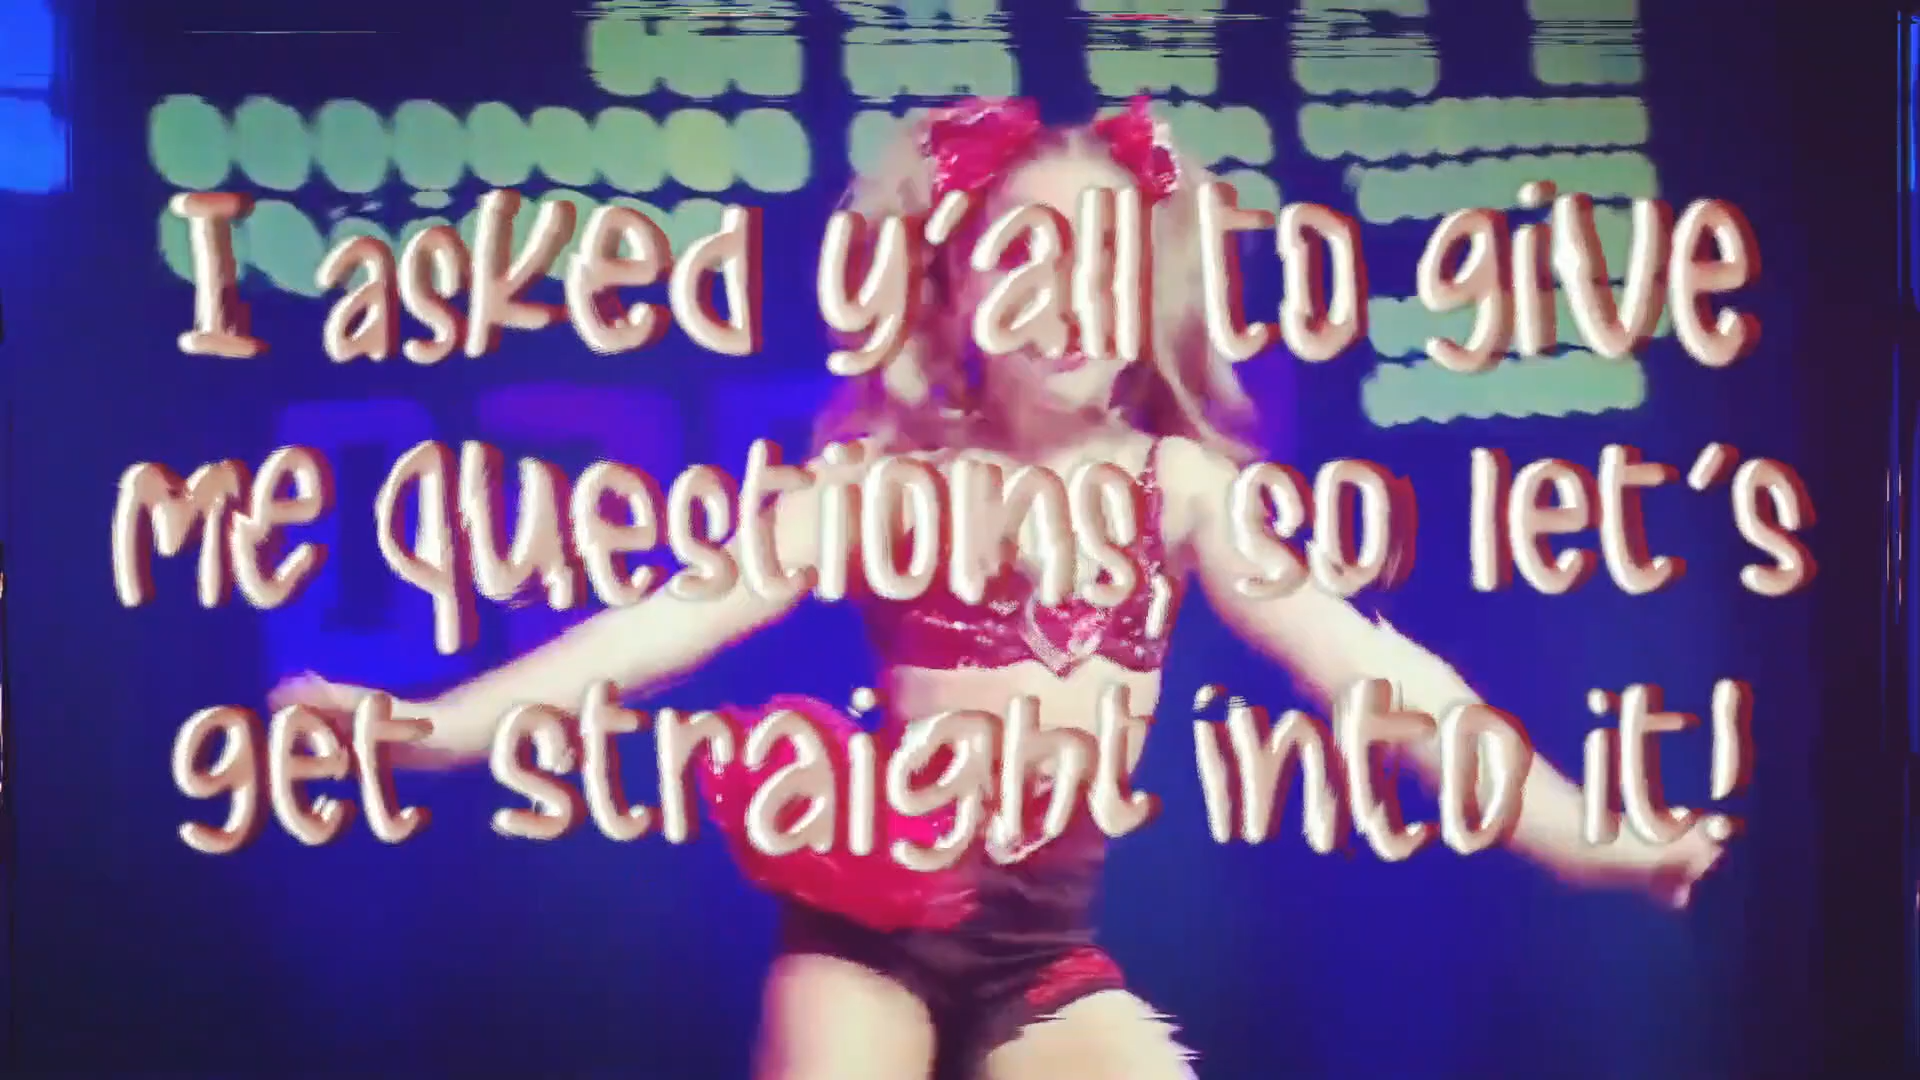 I asked y'all to give
me questions, so let's
get straight into it!